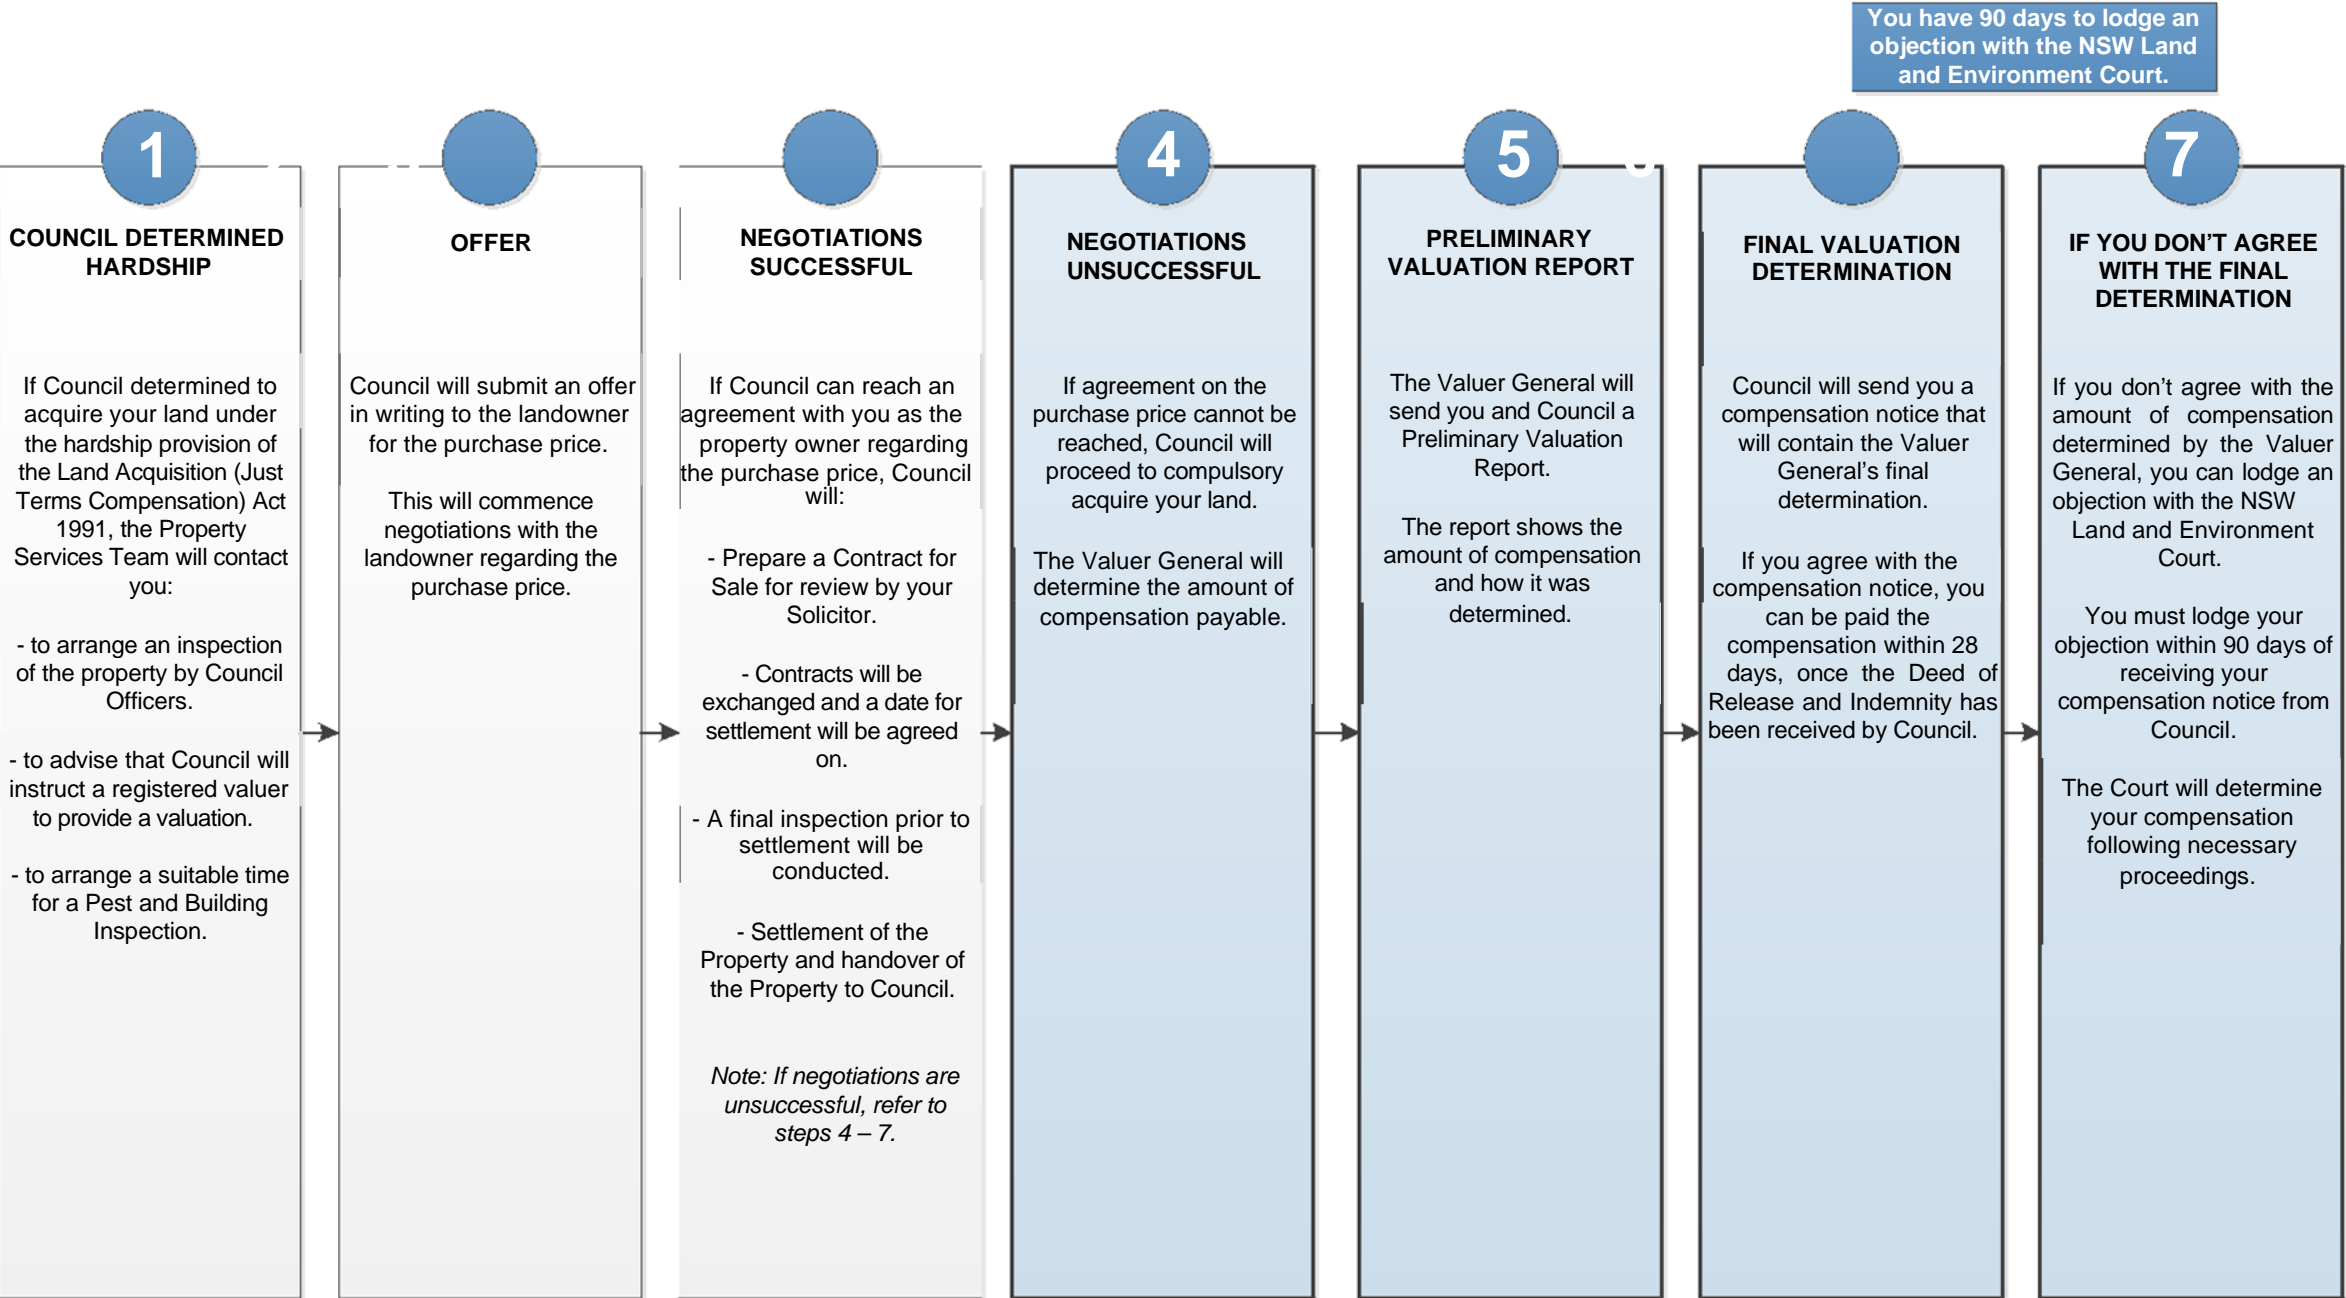 You have 90 days to lodge an
objection with the NSW Land
and Environment Court.
1
COUNCIL DETERMINED
HARDSHIP
If Council determined to
acquire your land under
the hardship provision of
the Land Acquisition (Just
Terms Compensation) Act
1991, the Property
Services Team will contact
you:
- to arrange an inspection
of the property by Council
Officers.
- to advise that Council will
instruct a registered valuer
to provide a valuation.
- to arrange a suitable time
for a Pest and Building
Inspection.
OFFER
Council will submit an offer
in writing to the landowner
for the purchase price.
This will commence
negotiations with the
landowner regarding the
purchase price.
NEGOTIATIONS
SUCCESSFUL
If Council can reach an
agreement with you as the
property owner regarding
the purchase price, Council
will:
- Prepare a Contract for
Sale for review by your
Solicitor.
- Contracts will be
exchanged and a date for
settlement will be agreed
on.
- A final inspection prior to
settlement will be
conducted.
- Settlement of the
Property and handover of
the Property to Council.
Note: If negotiations are
unsuccessful, refer to
steps 4 – 7.
4
NEGOTIATIONS
UNSUCCESSFUL
If agreement on the
purchase price cannot be
reached, Council will
proceed to compulsory
acquire your land.
The Valuer General will
determine the amount of
compensation payable.
5
PRELIMINARY
VALUATION REPORT
The Valuer General will
send you and Council a
Preliminary Valuation
Report.
The report shows the
amount of compensation
and how it was
determined.
FINAL VALUATION
DETERMINATION
Council will send you a
compensation notice that
will contain the Valuer
General’s final
determination.
If you agree with the
compensation notice, you
can be paid the
compensation within 28
days, once the Deed of
Release and Indemnity has
been received by Council.
7
IF YOU DON’T AGREE
WITH THE FINAL
DETERMINATION
If you don’t agree with the
amount of compensation
determined by the Valuer
General, you can lodge an
objection with the NSW
Land and Environment
Court.
You must lodge your
objection within 90 days of
receiving your
compensation notice from
Council.
The Court will determine
your compensation
following necessary
proceedings.